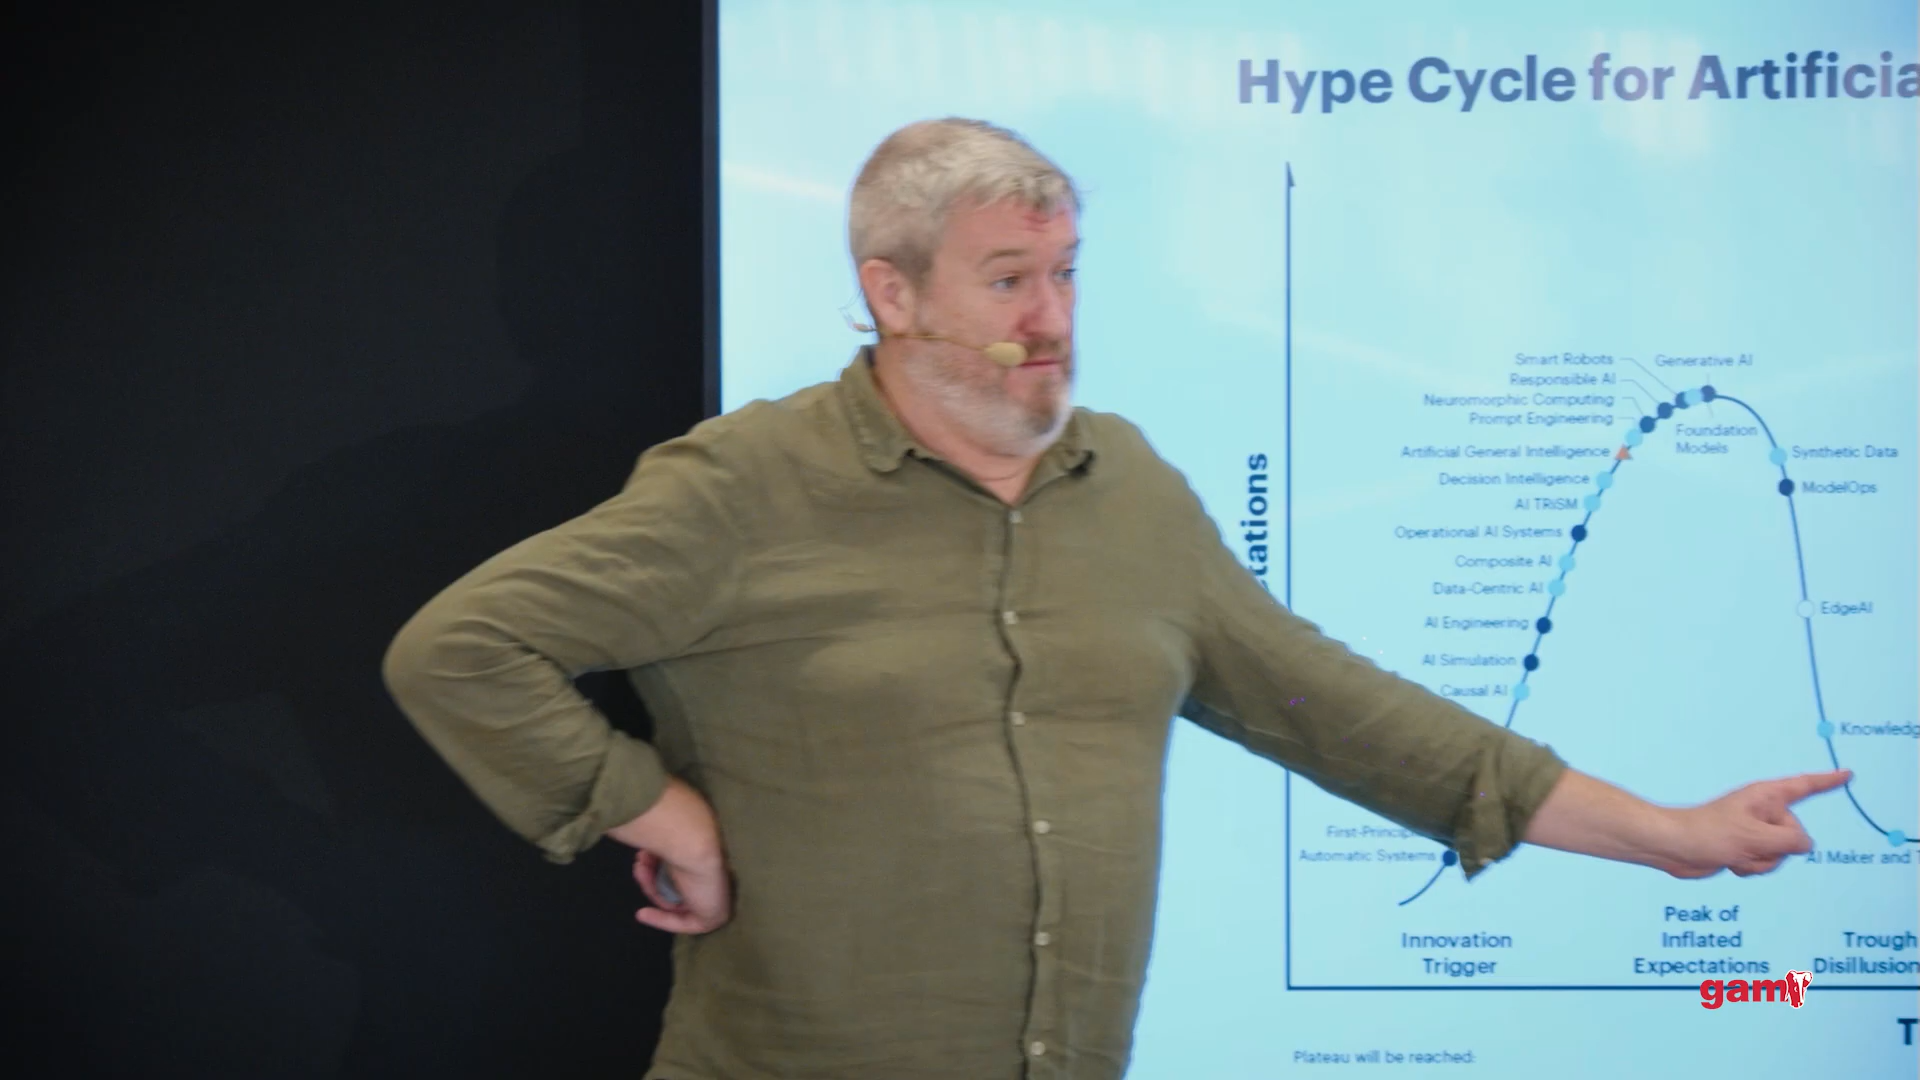 Hype Cycle for Artificia
Smart Robots
Generative AI
Responsible AI
Neuromorphic Computing
Prompt Engineering
Foundation
Models
Artificial General Intelligence
Synthetic Data
Decision Intelligence
ModelOps
AI TRiSM
Operational AI Systems
Composite AI
Data-Centric AI
EdgeAI
AI Engineering
AI Simulation
Causal AI
Knowledg
tations
First-Princip
Automatic Systems
AI Maker and T
Innovation
Trigger
Peak of
Inflated
Expectations
Trough
Disillusion
gam
T
Plateau will be reached: